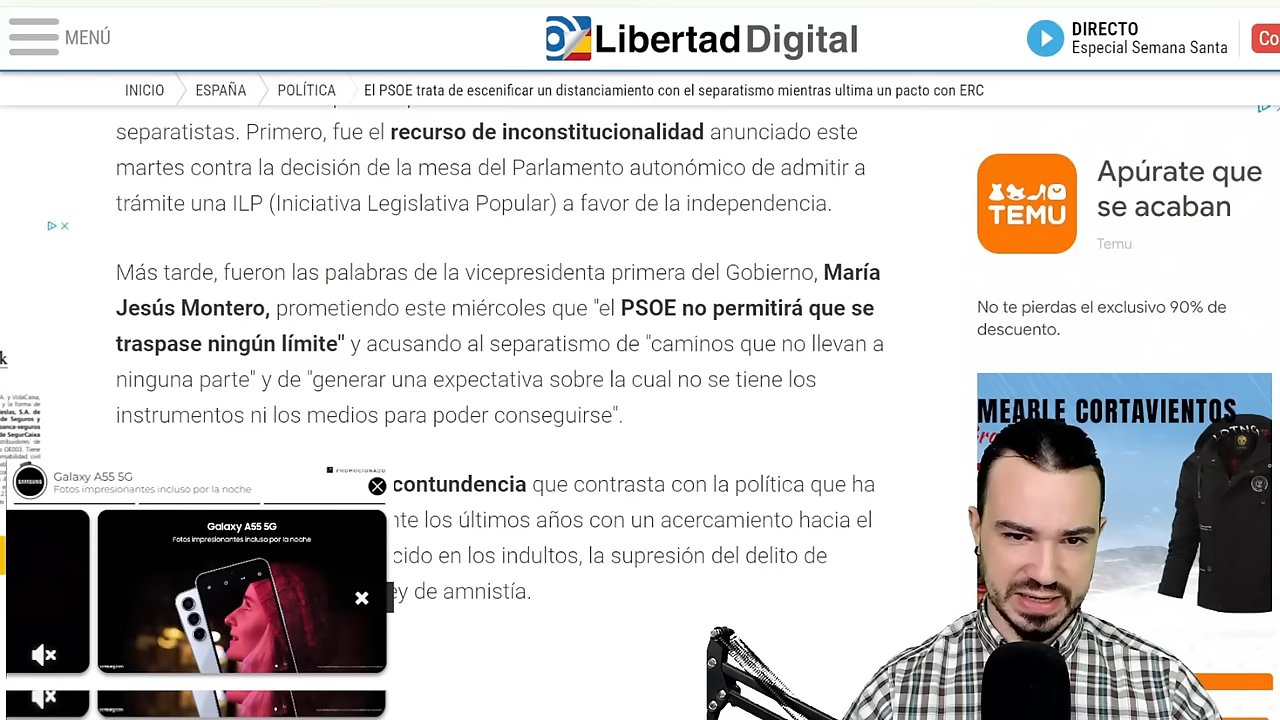 MENÚ
Libertad Digital
DIRECTO
Especial Semana Santa
Co
INICIO
ESPAÑA
POLÍTICA
El PSOE trata de escenificar un distanciamiento con el separatismo mientras ultima un pacto con ERC
separatistas. Primero, fue el recurso de inconstitucionalidad anunciado este
martes contra la decisión de la mesa del Parlamento autonómico de admitir a
trámite una ILP (Iniciativa Legislativa Popular) a favor de la independencia.
Más tarde, fueron las palabras de la vicepresidenta primera del Gobierno, María
Jesús Montero, prometiendo este miércoles que "el PSOE no permitirá que se
traspase ningún límite" y acusando al separatismo de "caminos que no llevan a
ninguna parte" y de "generar una expectativa sobre la cual no se tiene los
instrumentos ni los medios para poder conseguirse".
contundencia que contrasta con la política que ha
nte los últimos años con un acercamiento hacia el
cido en los indultos, la supresión del delito de
ey de amnistía.
TEMU
Apúrate que
se acaban
Temu
No te pierdas el exclusivo 90% de
descuento.
MEARLE CORTAVIENTOS
PROMOCIONADO
SAMSUNG
Galaxy A55 5G
Fotos impresionantes incluso por la noche
Galaxy A55 5G
Fotos impresionantes incluso por la noche